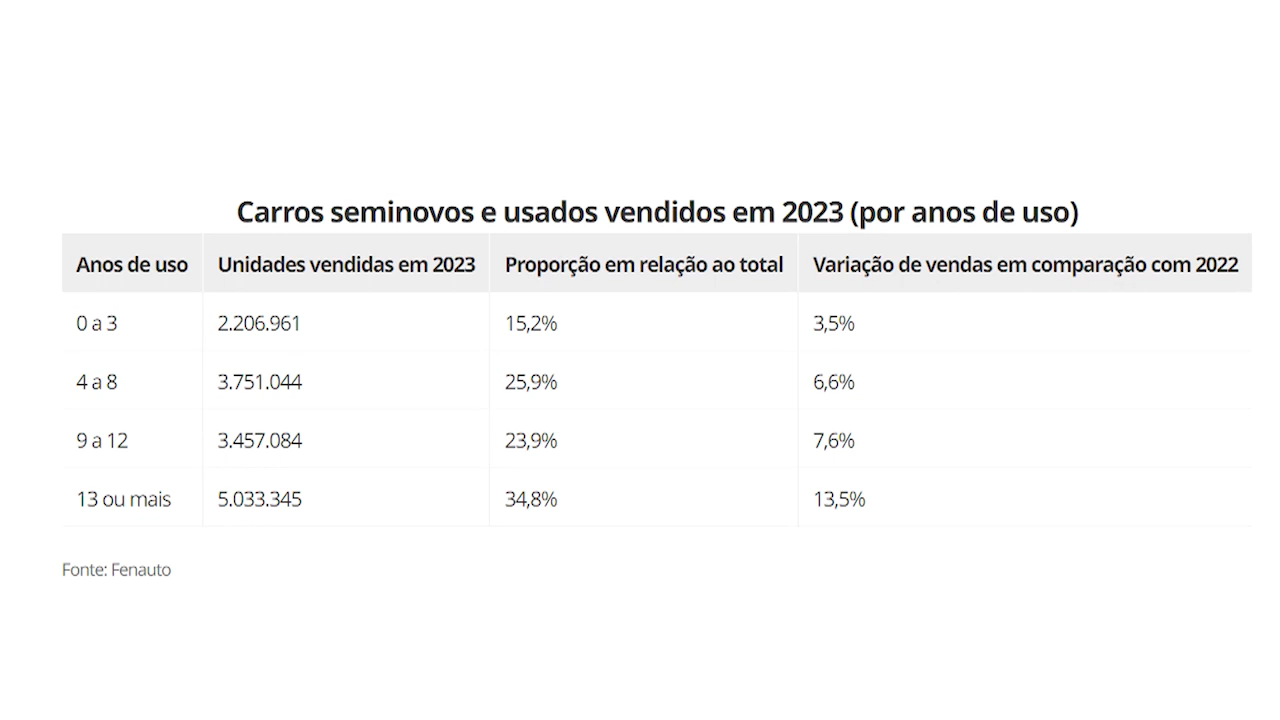 Carros seminovos e usados vendidos em 2023 (por anos de uso)
Anos de uso Unidades vendidas em 2023 Proporção em relação ao total Variação de vendas em comparação com 2022
0 a 3 2.206.961 15,2% 3,5%
4 a 8 3.751.044 25,9% 6,6%
9 a 12 3.457.084 23,9% 7,6%
13 ou mais 5.033.345 34,8% 13,5%
Fonte: Fenauto